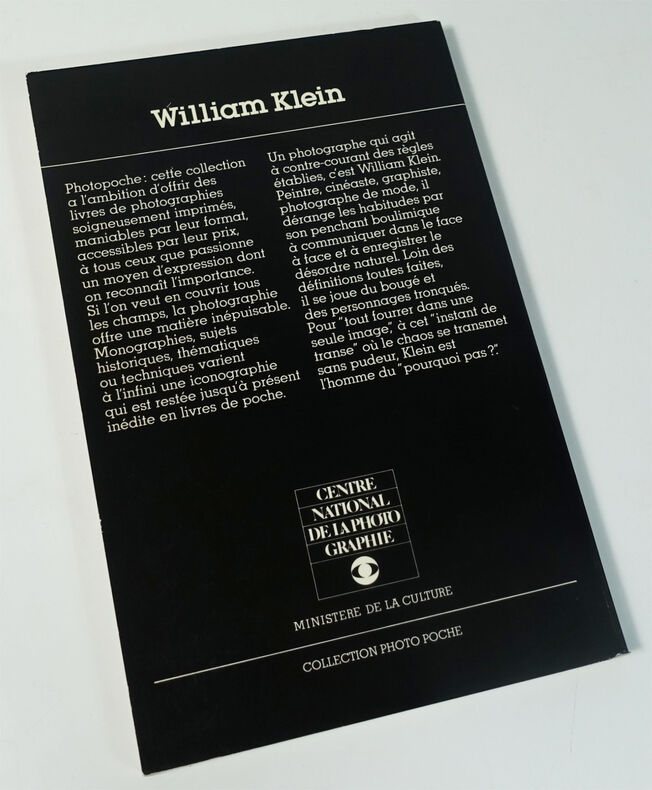 William Klein
Photopoche : cette collection
a l'ambition d'offrir des
livres de photographies
soigneusement imprimés,
maniables par leur format,
accessibles par leur prix,
à tous ceux que passionne
un moyen d'expression dont
on reconnaît l'importance.
Si l'on veut en couvrir tous
les champs, la photographie
offre une matière inépuisable.
Monographies, sujets
historiques, thématiques
ou techniques varient
à l'infini une iconographie
qui est restée jusqu'à présent
inédite en livres de poche.
Un photographe qui agit
à contre-courant des règles
établies, c'est William Klein.
Peintre, cinéaste, graphiste,
photographe de mode, il
dérange les habitudes par
son penchant boulimique
à communiquer dans le face
à face et à enregistrer le
désordre naturel. Loin des
définitions toutes faites,
il se joue du bougé et
des personnages tronqués.
Pour "tout fourrer dans une
seule image," à cet "instant de
transe" où le chaos se transmet
sans pudeur, Klein est
l'homme du "pourquoi pas ?".
CENTRE
NATIONAL
DE LA PHOTO
GRAPHIE
MINISTERE DE LA CULTURE
COLLECTION PHOTO POCHE